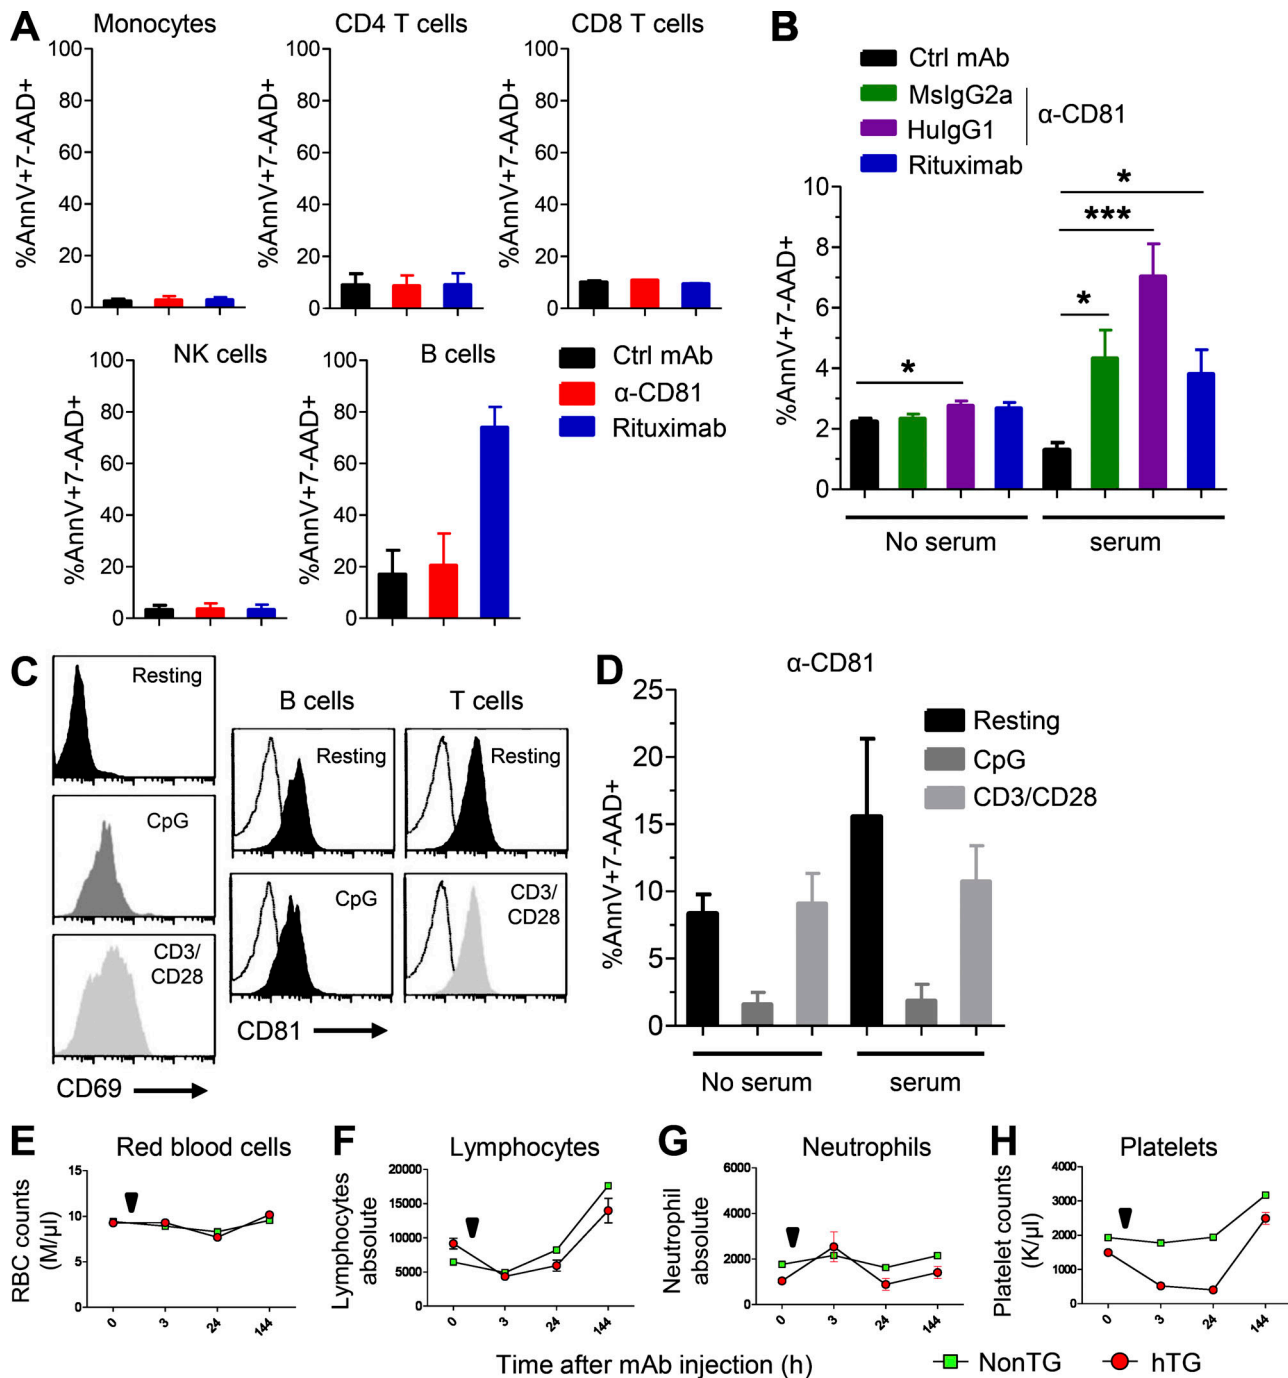 A
Monocytes
CD4 T cells
CD8 T cells
%AnnV+7-AAD+
100
80
60
40
20
0
%AnnV+7-AAD+
100
80
60
40
20
0
%AnnV+7-AAD+
100
80
60
40
20
0
NK cells
B cells
%AnnV+7-AAD+
100
80
60
40
20
0
%AnnV+7-AAD+
100
80
60
40
20
0
Ctrl mAb
α-CD81
Rituximab
B
Ctrl mAb
MsIgG2a
HuIgG1
α-CD81
Rituximab
%AnnV+7-AAD+
10
8
6
4
2
0
*
*
***
*
No serum
serum
C
Resting
CpG
CD3/
CD28
CD69
B cells
T cells
Resting
Resting
CpG
CD3/
CD28
CD81
D
α-CD81
%AnnV+7-AAD+
25
20
15
10
5
0
Resting
CpG
CD3/CD28
No serum
serum
E
Red blood cells
RBC counts
(M/μl)
15
10
5
0
0
3
24
144
F
Lymphocytes
Lymphocytes
absolute
20000
15000
10000
5000
0
0
3
24
144
G
Neutrophils
Neutrophil
absolute
6000
4000
2000
0
0
3
24
144
H
Platelets
Platelet counts
(K/μl)
4000
3000
2000
1000
0
0
3
24
144
Time after mAb injection (h)
NonTG
hTG